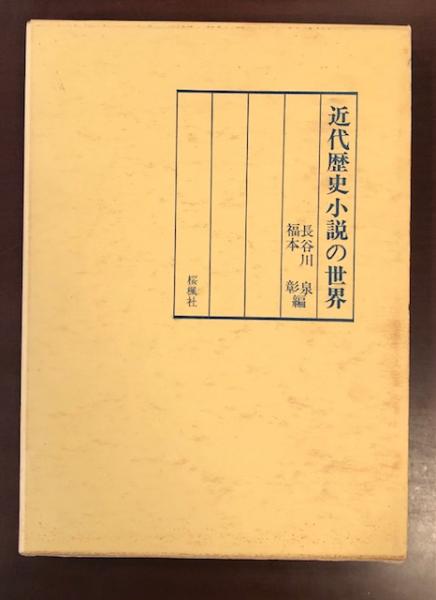 近代歴史小説の世界
長谷川 泉
福本 彰編
桜楓社